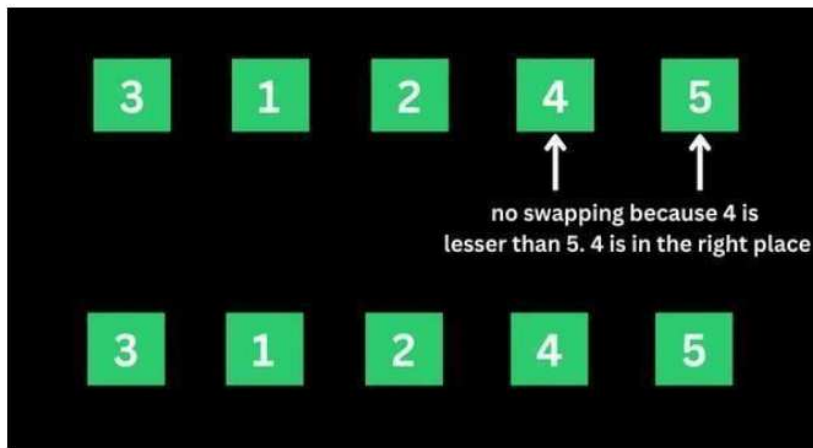 3 1 2 4 5
no swapping because 4 is
lesser than 5. 4 is in the right place
3 1 2 4 5